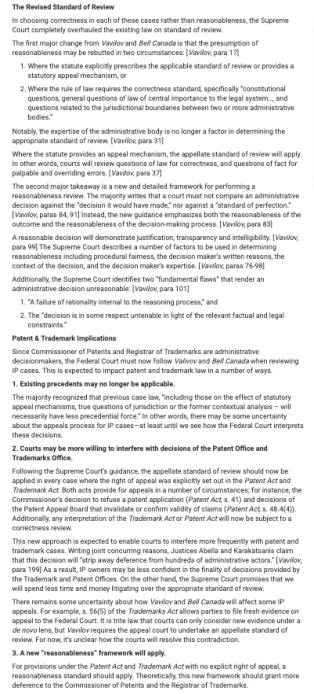 The Revised Standard of Review
In choosing correctness in each of these cases rather than reasonableness, the Supreme
Court completely overhauled the existing law on standard of review.
The first major change from Vavilov and Bell Canada is that the presumption of
reasonableness may be rebutted in two circumstances: [Vavilov, para 17]
1. Where the statute explicitly prescribes the applicable standard of review or provides a
statutory appeal mechanism, or
2. Where the rule of law requires the correctness standard, specifically "constitutional
questions, general questions of law of central importance to the legal system..., and
questions related to the jurisdictional boundaries between two or more administrative
bodies."
Notably, the expertise of the administrative body is no longer a factor in determining the
appropriate standard of review. [Vavilov, para 31]
Where the statute provides an appeal mechanism, the appellate standard of review will apply.
In other words, courts will review questions of law for correctness, and questions of fact for
palpable and overriding errors. [Vavilov, para 37]
The second major takeaway is a new and detailed framework for performing a
reasonableness review. The majority writes that a court must not compare an administrative
decision against the "decision it would have made," nor against a "standard of perfection."
[Vavilov, paras 84, 91] Instead, the new guidance emphasizes both the reasonableness of the
outcome and the reasonableness of the decision-making process. [Vavilov, para 83]
A reasonable decision will demonstrate justification, transparency and intelligibility. [Vavilov,
para 99] The Supreme Court describes a number of factors to be used in determining
reasonableness including procedural fairness, the decision maker's written reasons, the
context of the decision, and the decision maker's expertise. [Vavilov, paras 76-98]
Additionally, the Supreme Court identifies two "fundamental flaws" that render an
administrative decision unreasonable: [Vavilov, para 101]
1. "A failure of rationality internal to the reasoning process," and
2. The "decision is in some respect untenable in light of the relevant factual and legal
constraints."
Patent & Trademark Implications
Since Commissioner of Patents and Registrar of Trademarks are administrative
decisionmakers, the Federal Court must now follow Valivov and Bell Canada when reviewing
IP cases. This is expected to impact patent and trademark law in a number of ways.
1. Existing precedents may no longer be applicable.
The majority recognized that previous case law, "including those on the effect of statutory
appeal mechanisms, true questions of jurisdiction or the former contextual analysis – will
necessarily have less precedential force." In other words, there may be some uncertainty
about the appeals process for IP cases—at least until we see how the Federal Court interprets
these decisions.
2. Courts may be more willing to interfere with decisions of the Patent Office and
Trademarks Office.
Following the Supreme Court's guidance, the appellate standard of review should now be
applied in every case where the right of appeal was explicitly set out in the Patent Act and
Trademark Act. Both acts provide for appeals in a number of circumstances; for instance, the
Commissioner's decision to refuse a patent application (Patent Act, s. 41) and decisions of
the Patent Appeal Board that invalidate or confirm validity of claims (Patent Act, s. 48.4(4)).
Additionally, any interpretation of the Trademark Act or Patent Act will now be subject to a
correctness review.
This new approach is expected to enable courts to interfere more frequently with patent and
trademark cases. Writing joint concurring reasons, Justices Abella and Karakatsanis claim
that this decision will "strip away deference from hundreds of administrative actors." [Vavilov,
para 199] As a result, IP owners may be less confident in the finality of decisions provided by
the Trademark and Patent Offices. On the other hand, the Supreme Court promises that we
will spend less time and money litigating over the appropriate standard of review.
There remains some uncertainty about how Vavilov and Bell Canada will affect some IP
appeals. For example, s. 56(5) of the Trademarks Act allows parties to file fresh evidence on
appeal to the Federal Court. It is trite law that courts can only consider new evidence under a
de novo lens, but Vavilov requires the appeal court to undertake an appellate standard of
review. For now, it's unclear how the courts will resolve this contradiction.
3. A new "reasonableness" framework will apply.
For provisions under the Patent Act and Trademark Act with no explicit right of appeal, a
reasonableness standard should apply. Theoretically, this new framework should grant more
deference to the Commissioner of Patents and the Registrar of Trademarks.